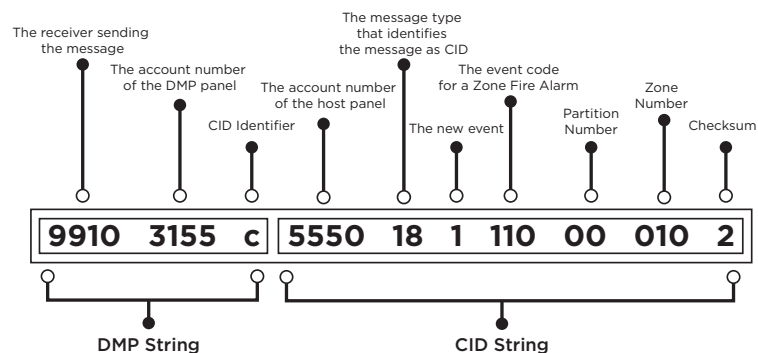 The receiver sending
the message
The account number
of the DMP panel
CID Identifier
The account number
of the host panel
The message type
that identifies
the message as CID
The new event
The event code
for a Zone Fire Alarm
Partition
Number
Zone
Number
Checksum
9910 3155 c 5550 18 1 110 00 010 2
DMP String
CID String